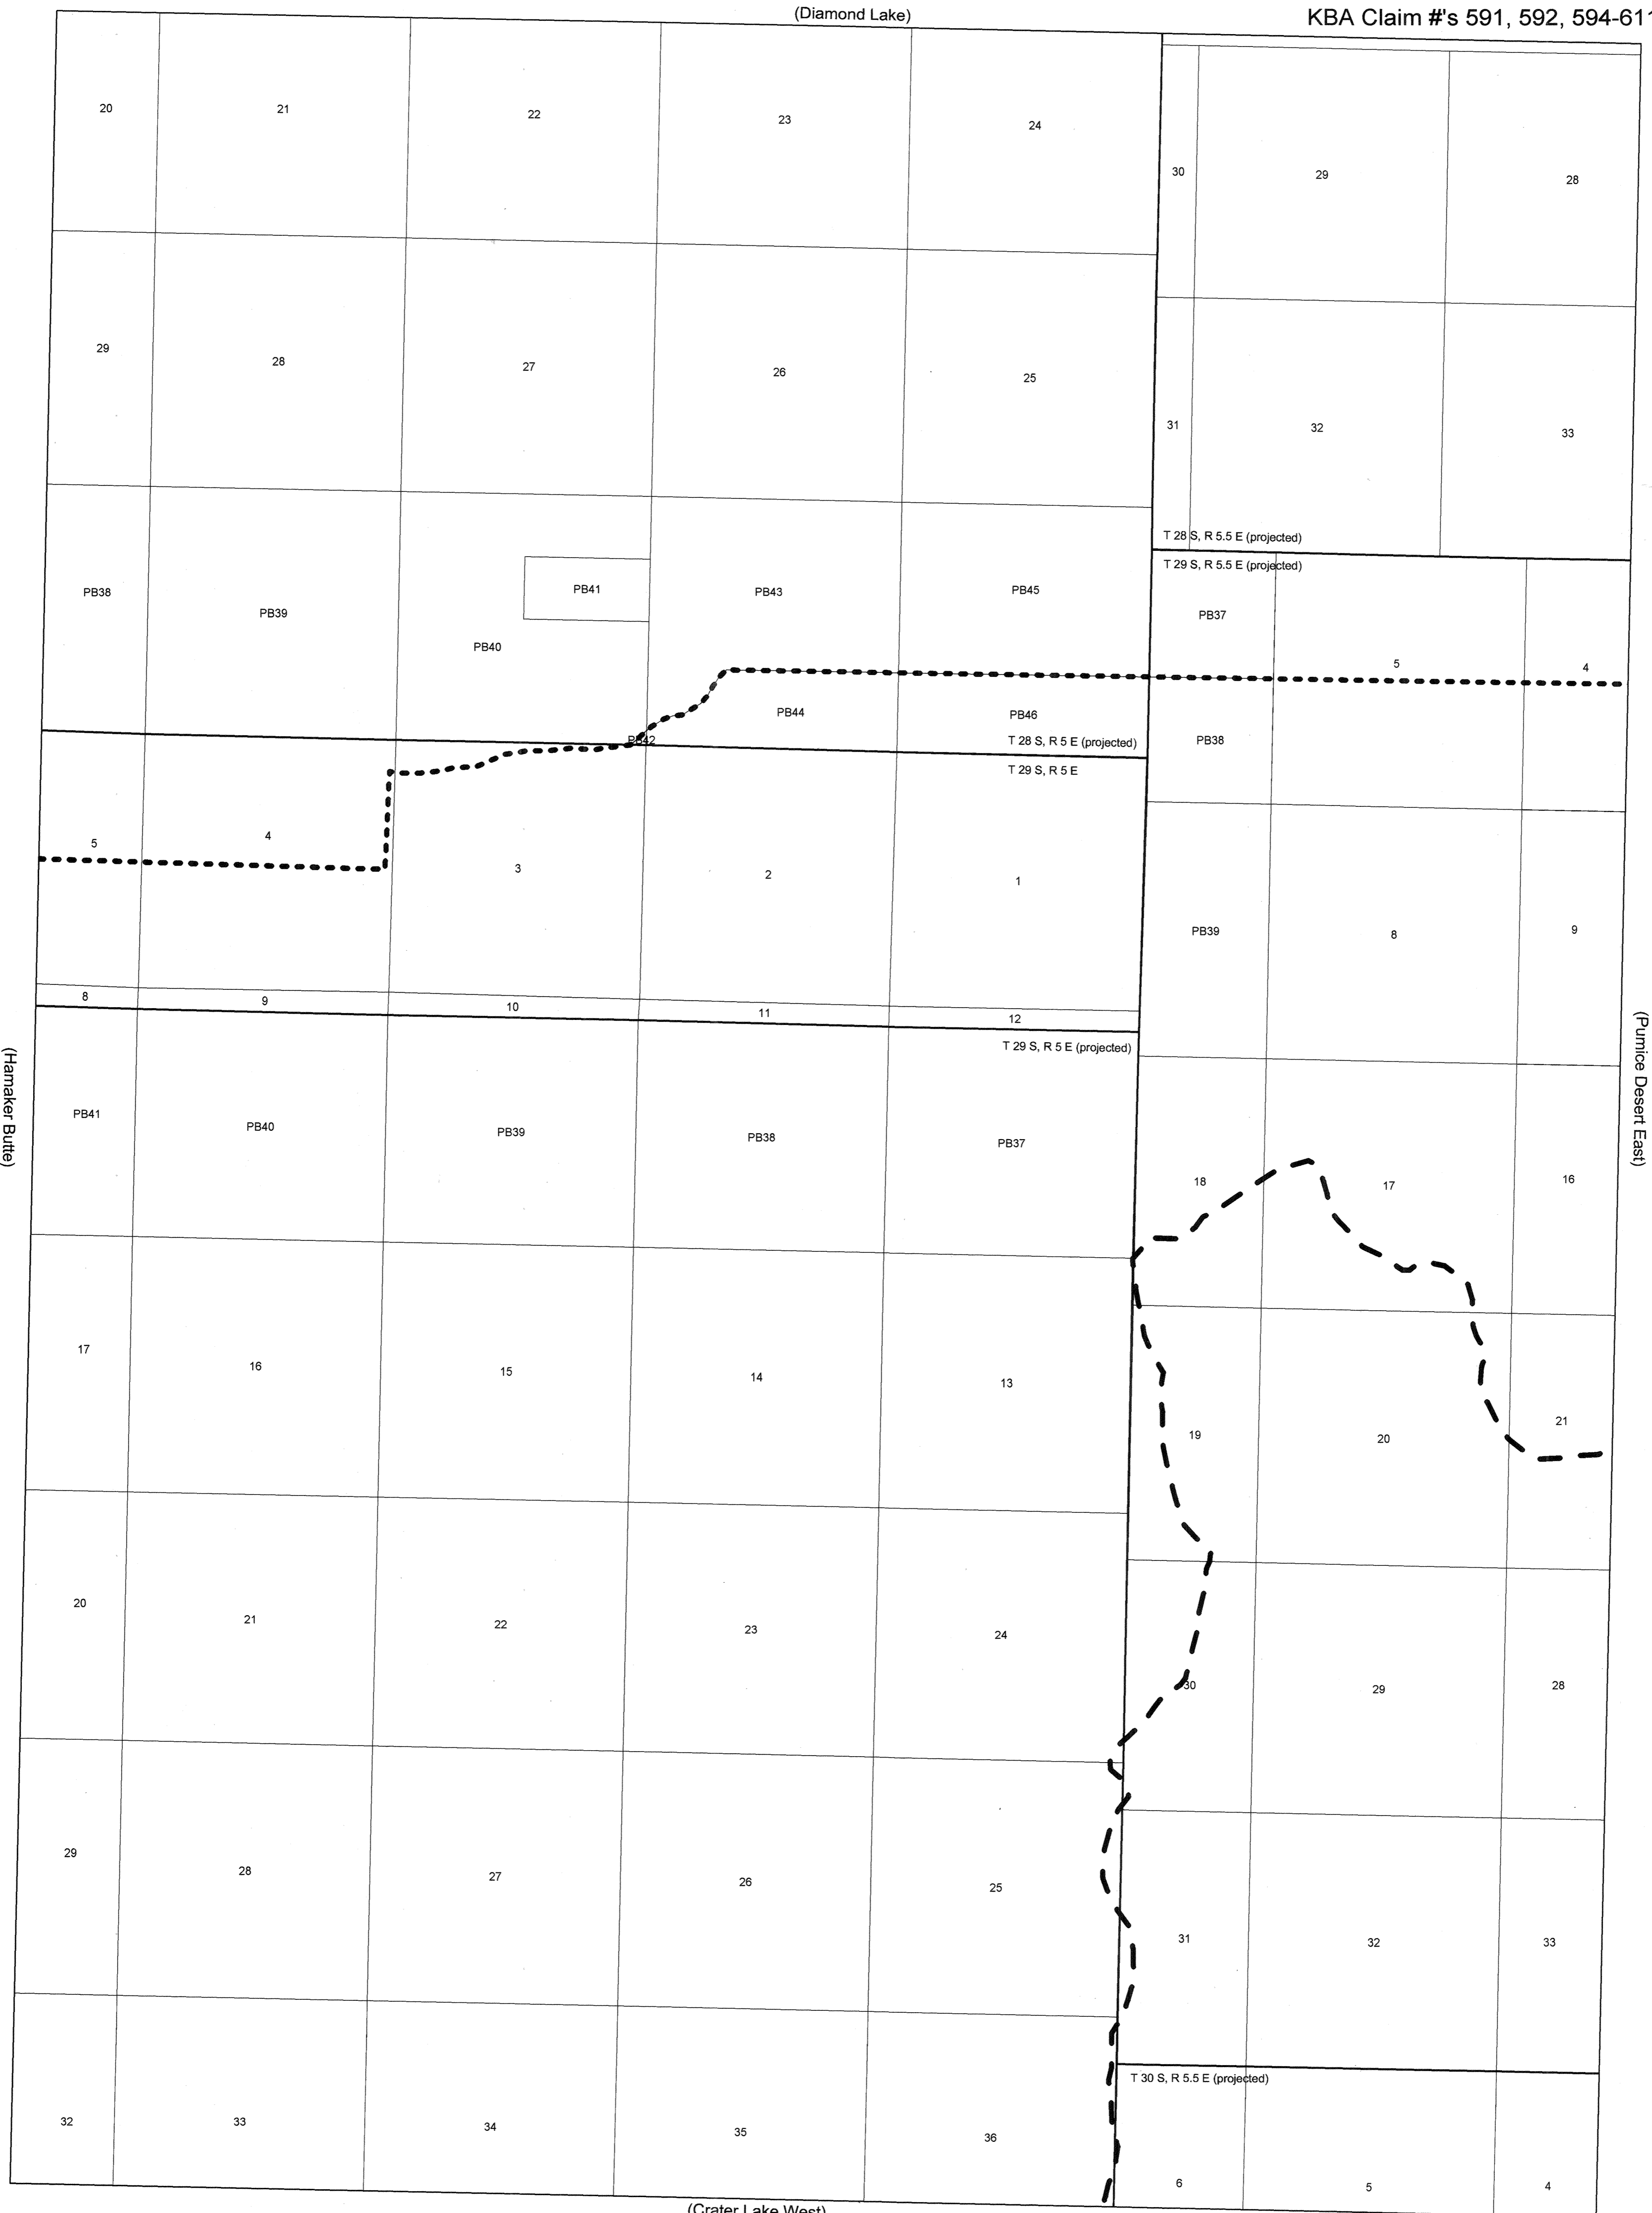 (Diamond Lake)
KBA Claim #'s 591, 592, 594-611
20 21 22 23 24
30 29 28
29 28 27 26 25
31 32 33
T 28 S, R 5.5 E (projected)
T 29 S, R 5.5 E (projected)
PB38 PB39 PB40 PB41 PB43 PB45 PB37
5 4
PB44 PB46 PB38
PB42
T 28 S, R 5 E (projected)
T 29 S, R 5 E
5 4 3 2 1
PB39 8 9
8 9 10 11 12
T 29 S, R 5 E (projected)
(Hamaker Butte)
(Pumice Desert East)
PB41 PB40 PB39 PB38 PB37
18 17 16
17 16 15 14 13
19 20 21
20 21 22 23 24
30 29 28
29 28 27 26 25
31 32 33
T 30 S, R 5.5 E (projected)
32 33 34 35 36
6 5 4
(Crater Lake West)